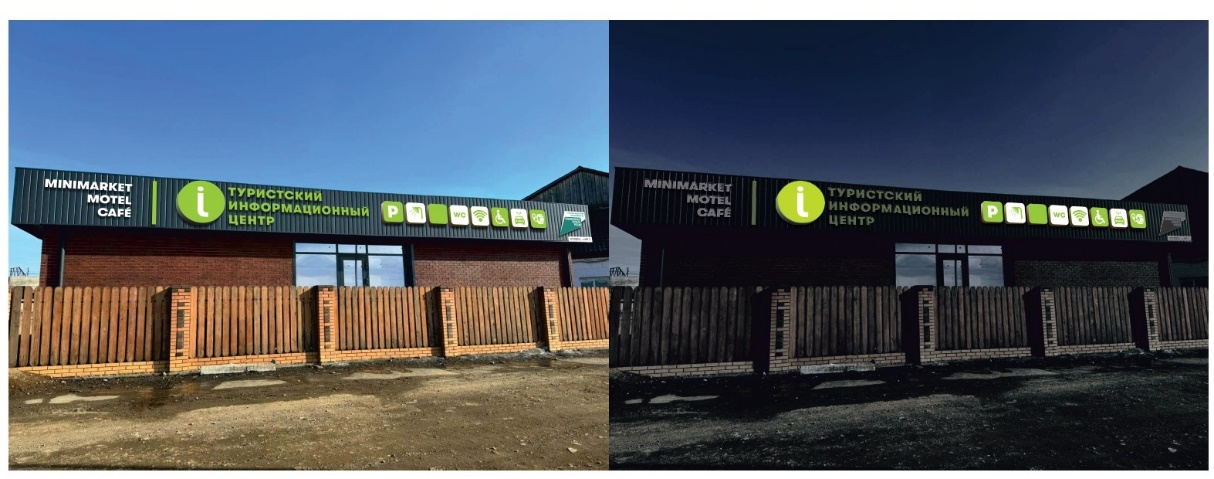 MINIMARKET
MOTEL
CAFÉ
i
ТУРИСТСКИЙ
ИНФОРМАЦИОННЫЙ
ЦЕНТР
P
WC
MINIMARKET
MOTEL
CAFÉ
i
ТУРИСТСКИЙ
ИНФОРМАЦИОННЫЙ
ЦЕНТР
P
WC